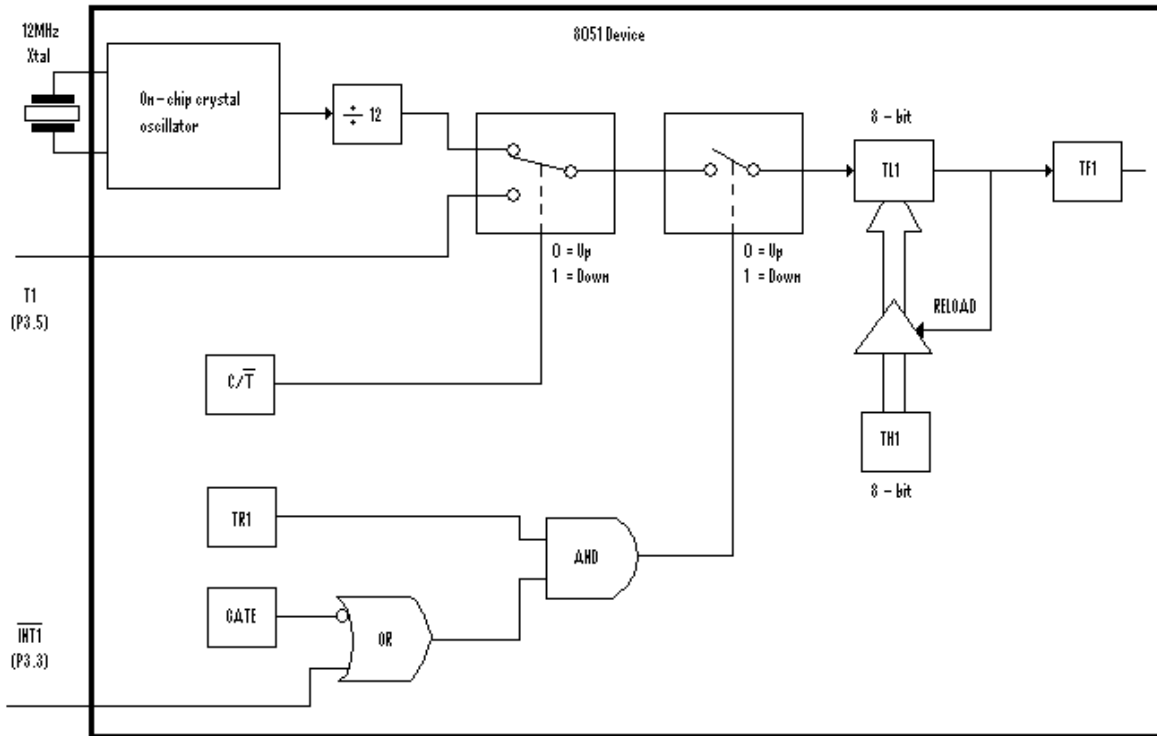 12MHz
Xtal
8051 Device
On-chip crystal
oscillator
÷ 12
8 - bit
TL1
TF1
0 = Up
1 = Down
0 = Up
1 = Down
T1
(P3.5)
RELOAD
C/T̅
TH1
8 - bit
TR1
AND
GATE
OR
I̅N̅T̅1̅
(P3.3)